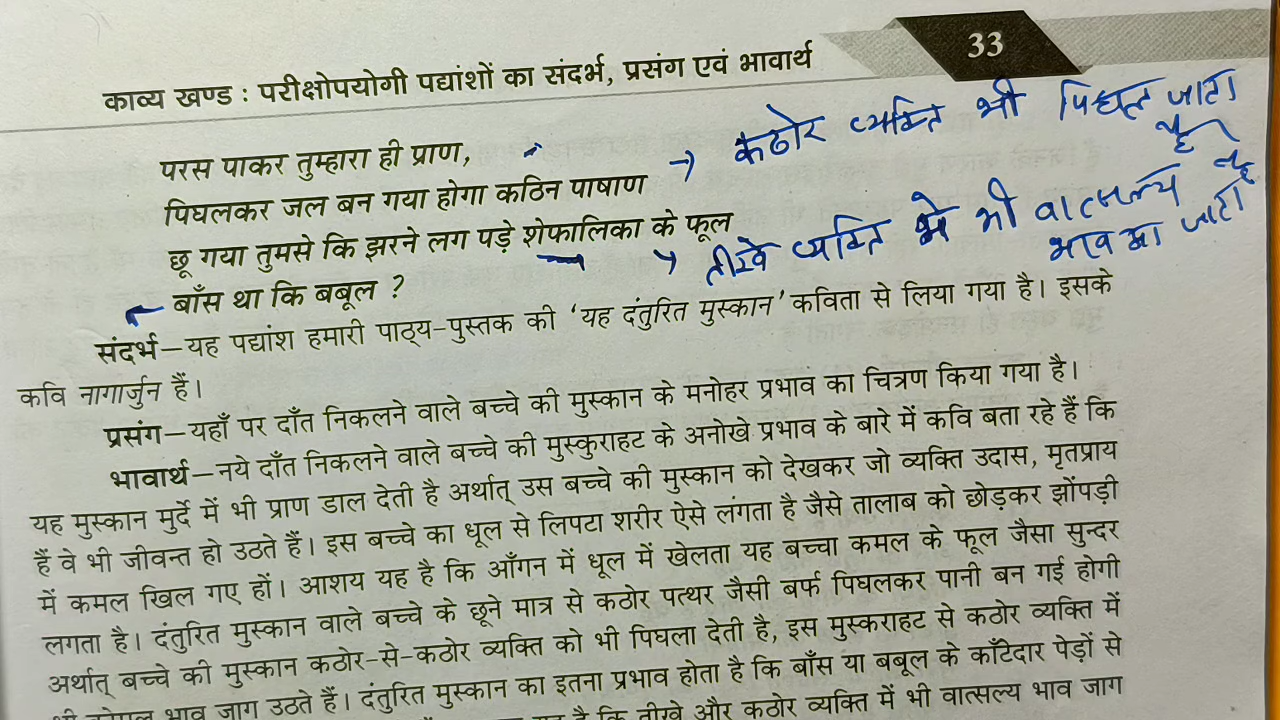 33
काव्य खण्ड : परीक्षोपयोगी पद्यांशों का संदर्भ, प्रसंग एवं भावार्थ
परस पाकर तुम्हारा ही प्राण,
पिघलकर जल बन गया होगा कठिन पाषाण → कठोर व्यक्ति भी पिघल जाता है
छू गया तुमसे कि झरने लग पड़े शेफालिका के फूल
बाँस था कि बबूल ? → तीखे व्यक्ति में भी वात्सल्य
भाव आ जाता है
संदर्भ—यह पद्यांश हमारी पाठ्य-पुस्तक की 'यह दंतुरित मुस्कान' कविता से लिया गया है। इसके
कवि नागार्जुन हैं।
प्रसंग—यहाँ पर दाँत निकलने वाले बच्चे की मुस्कान के मनोहर प्रभाव का चित्रण किया गया है।
भावार्थ—नये दाँत निकलने वाले बच्चे की मुस्कुराहट के अनोखे प्रभाव के बारे में कवि बता रहे हैं कि
यह मुस्कान मुर्दे में भी प्राण डाल देती है अर्थात् उस बच्चे की मुस्कान को देखकर जो व्यक्ति उदास, मृतप्राय
हैं वे भी जीवन्त हो उठते हैं। इस बच्चे का धूल से लिपटा शरीर ऐसे लगता है जैसे तालाब को छोड़कर झोंपड़ी
में कमल खिल गए हों। आशय यह है कि आँगन में धूल में खेलता यह बच्चा कमल के फूल जैसा सुन्दर
लगता है। दंतुरित मुस्कान वाले बच्चे के छूने मात्र से कठोर पत्थर जैसी बर्फ पिघलकर पानी बन गई होगी
अर्थात् बच्चे की मुस्कान कठोर-से-कठोर व्यक्ति को भी पिघला देती है, इस मुस्कराहट से कठोर व्यक्ति में
भी कोमल भाव जाग उठते हैं। दंतुरित मुस्कान का इतना प्रभाव होता है कि बाँस या बबूल के काँटेदार पेड़ों से
है कि तीखे और कठोर व्यक्ति में भी वात्सल्य भाव जाग